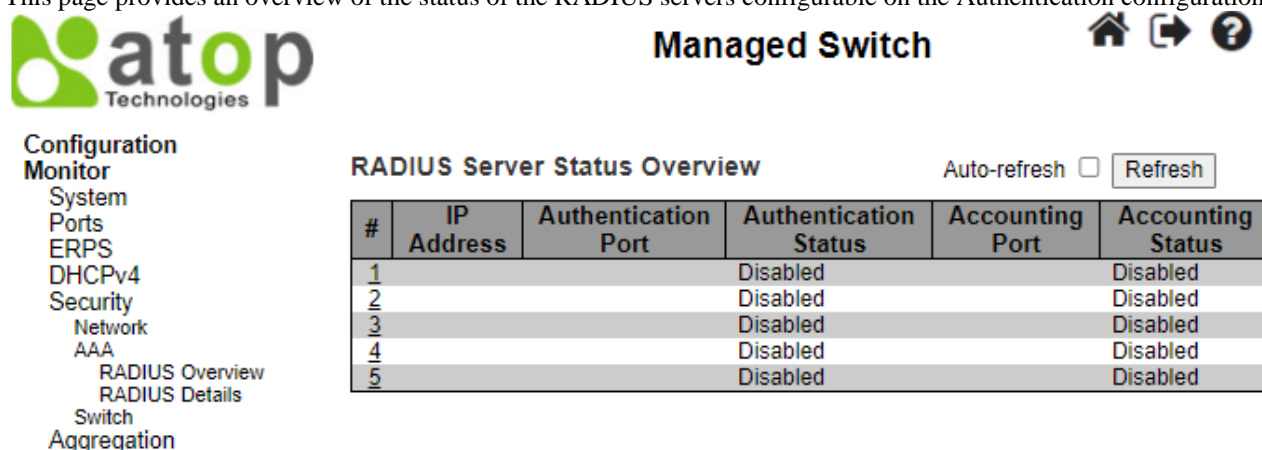 This page provides an overview of the status of the RADIUS servers configurable on the Authentication configuration
atop
Technologies
Managed Switch
Configuration
Monitor
System
Ports
ERPS
DHCPv4
Security
Network
AAA
RADIUS Overview
RADIUS Details
Switch
Aggregation
RADIUS Server Status Overview Auto-refresh Refresh
# IP Address Authentication Port Authentication Status Accounting Port Accounting Status
1 Disabled Disabled
2 Disabled Disabled
3 Disabled Disabled
4 Disabled Disabled
5 Disabled Disabled